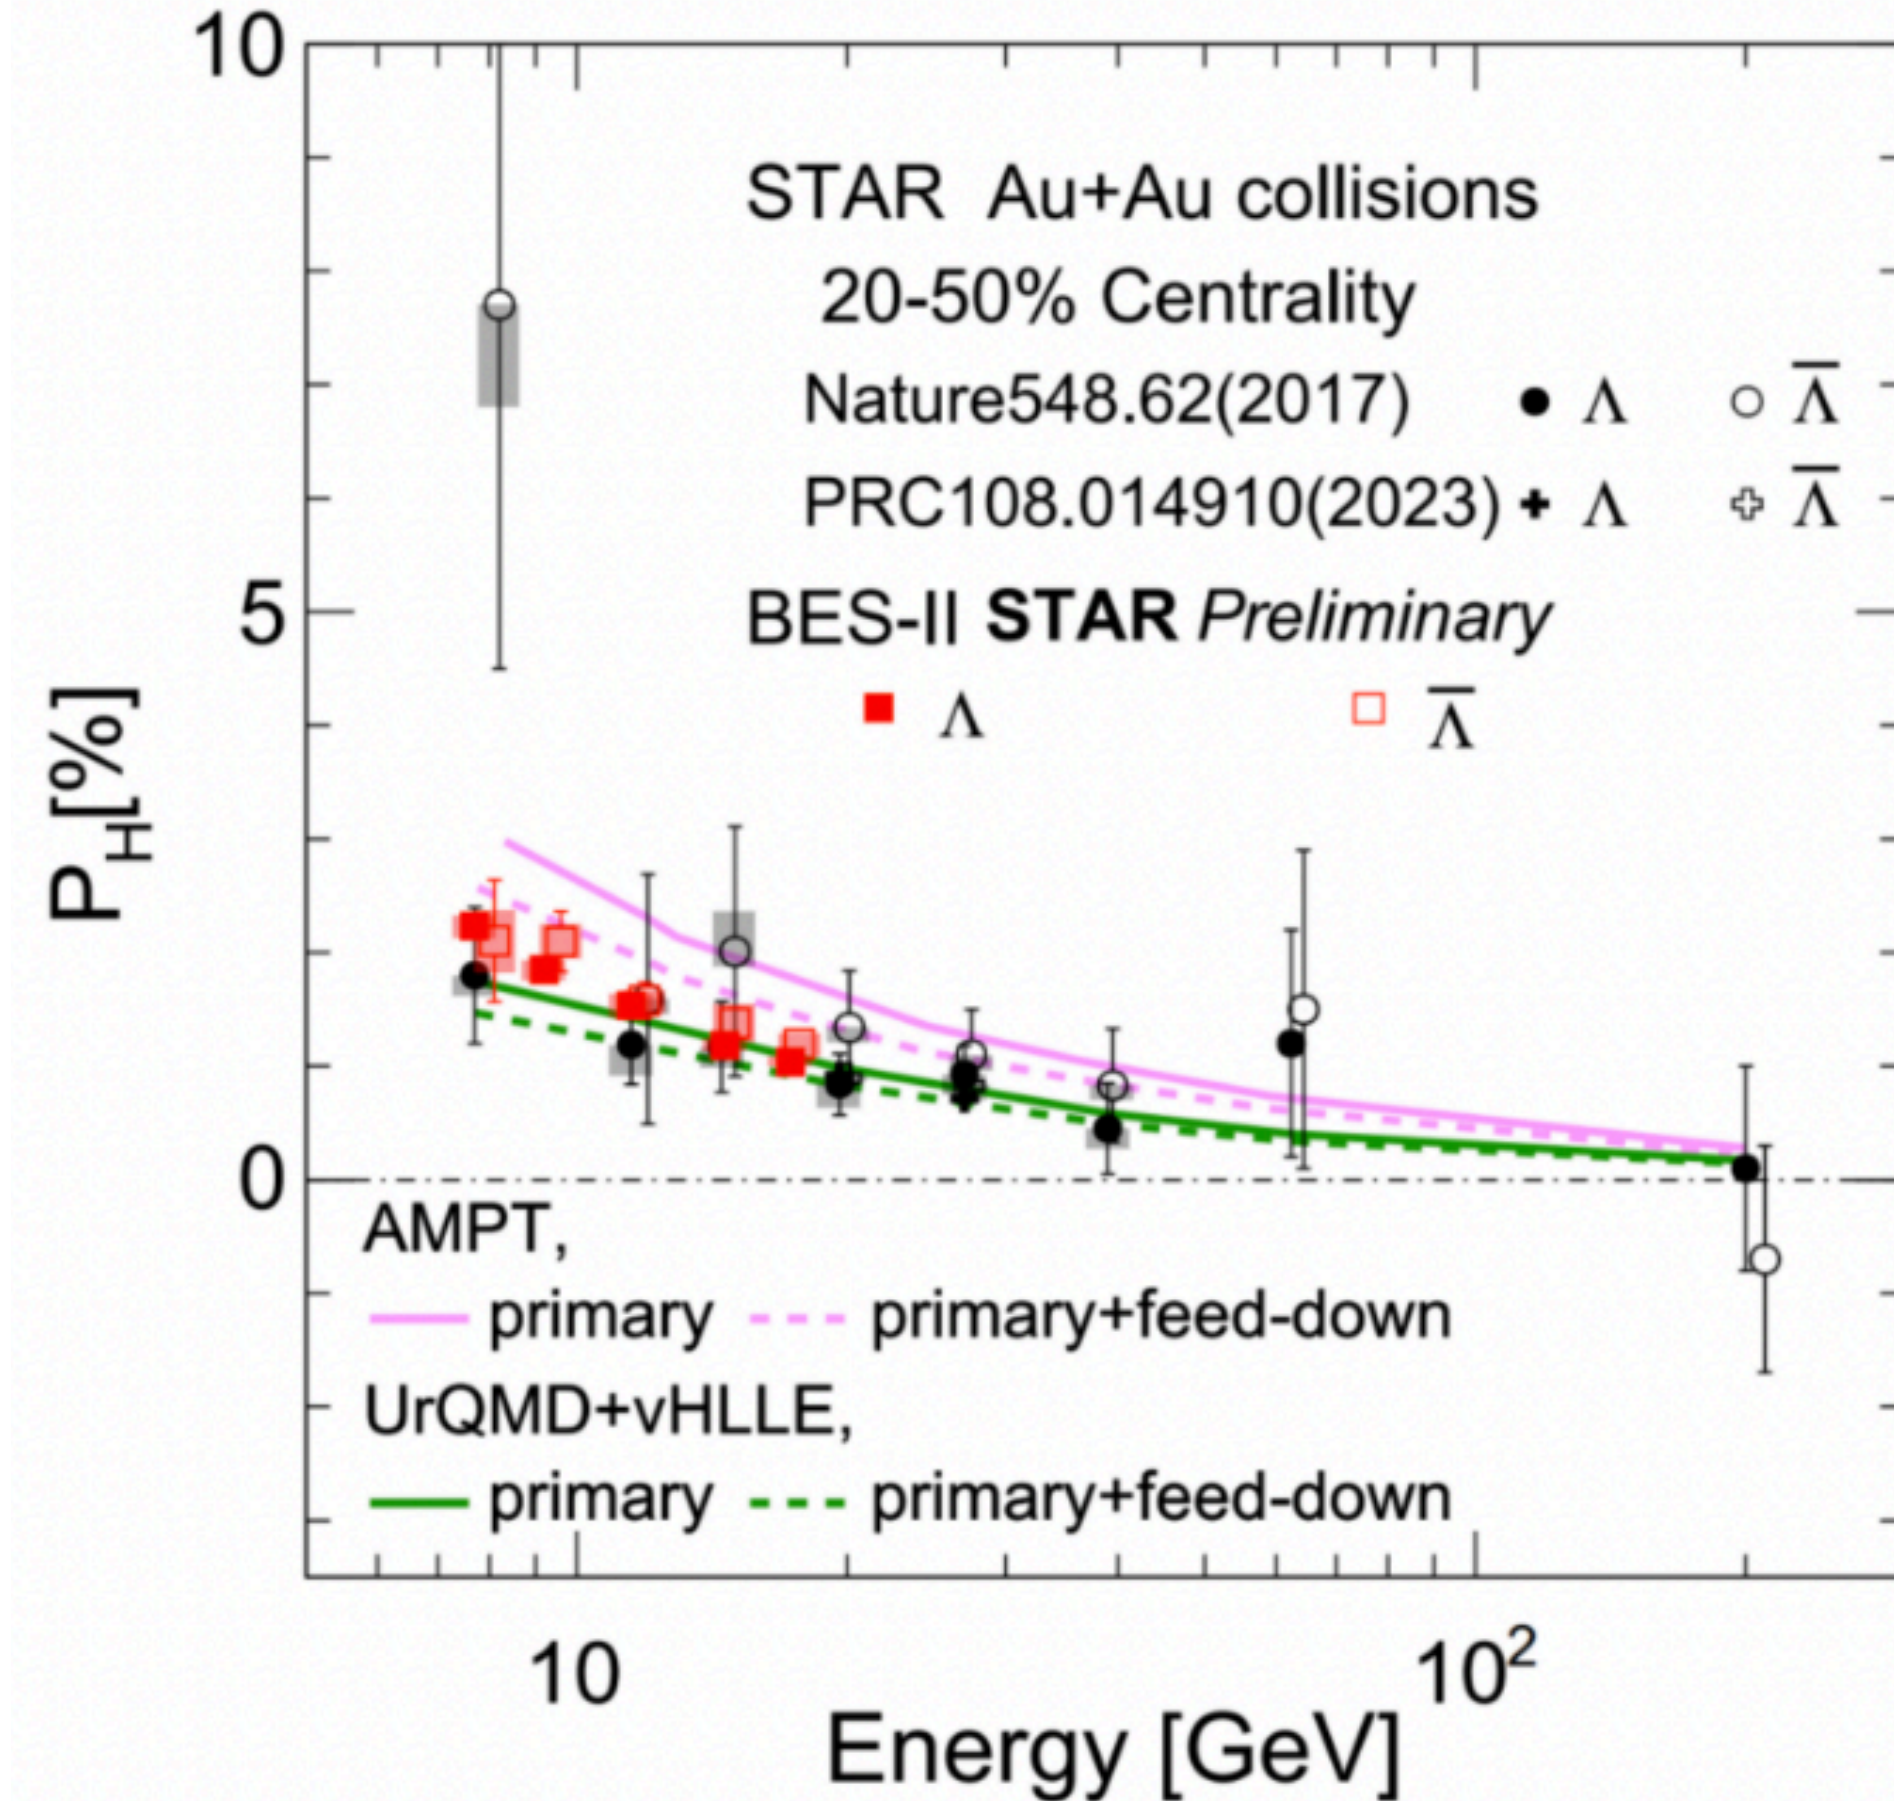 10
STAR Au+Au collisions
20-50% Centrality
Nature548.62(2017) Λ Λ̅
PRC108.014910(2023) Λ Λ̅
5
BES-II STAR Preliminary
Λ Λ̅
P_H[%]
0
AMPT,
primary primary+feed-down
UrQMD+vHLLE,
primary primary+feed-down
10 10²
Energy [GeV]